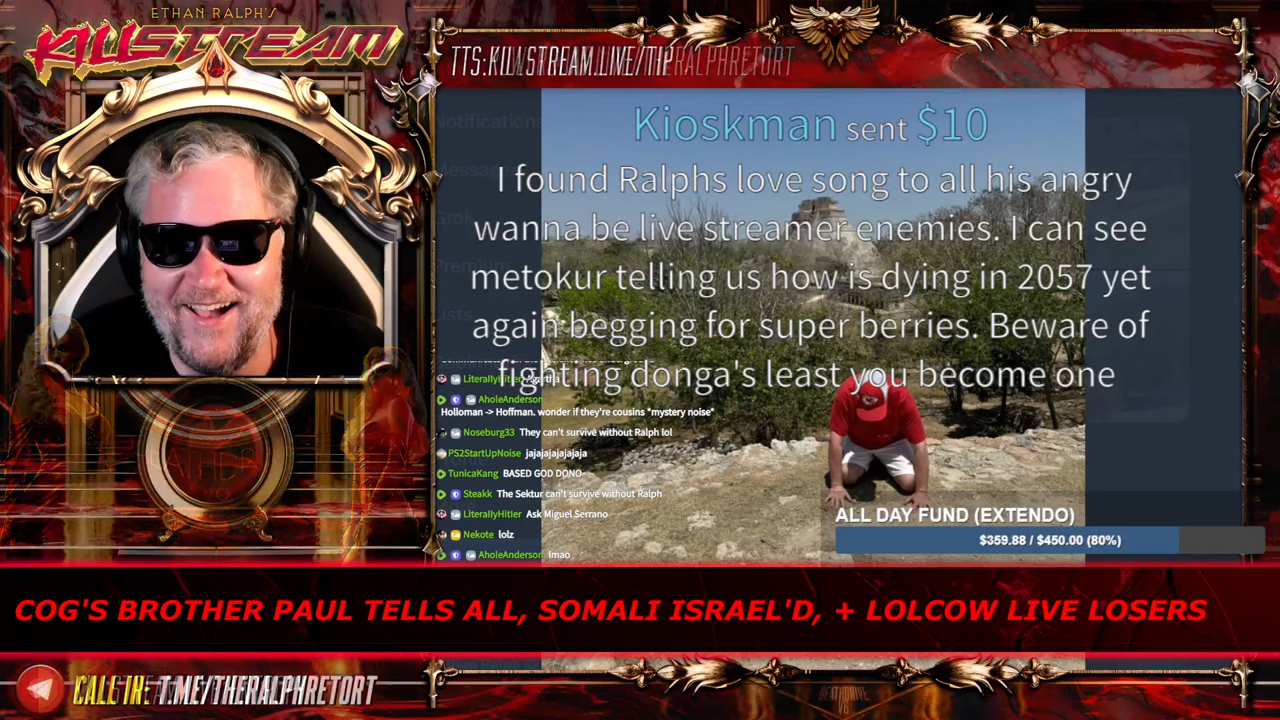 ETHAN RALPH'S
KILLSTREAM
TTS:KILLSTREAM.LIVE/TIP
Notifications
Kioskman sent $10
I found Ralphs love song to all his angry
wanna be live streamer enemies. I can see
metokur telling us how is dying in 2057 yet
again begging for super berries. Beware of
fighting donga's least you become one
LiterallyHitler
AholeAnderson
Holloman -> Hoffman. wonder if they're cousins *mystery noise*
Noseburg33 They can't survive without Ralph lol
PS2StartUpNoise jajajajajajaja
TunicaKang BASED GOD DONO
Steakk The Sektur can't survive without Ralph
LiterallyHitler Ask Miguel Serrano
Nekote lolz
AholeAnderson lmao
ALL DAY FUND (EXTENDO)
$359.88 / $450.00 (80%)
COG'S BROTHER PAUL TELLS ALL, SOMALI ISRAEL'D, + LOLCOW LIVE LOSERS
CALL IN: T.ME/THERALPHRETORT